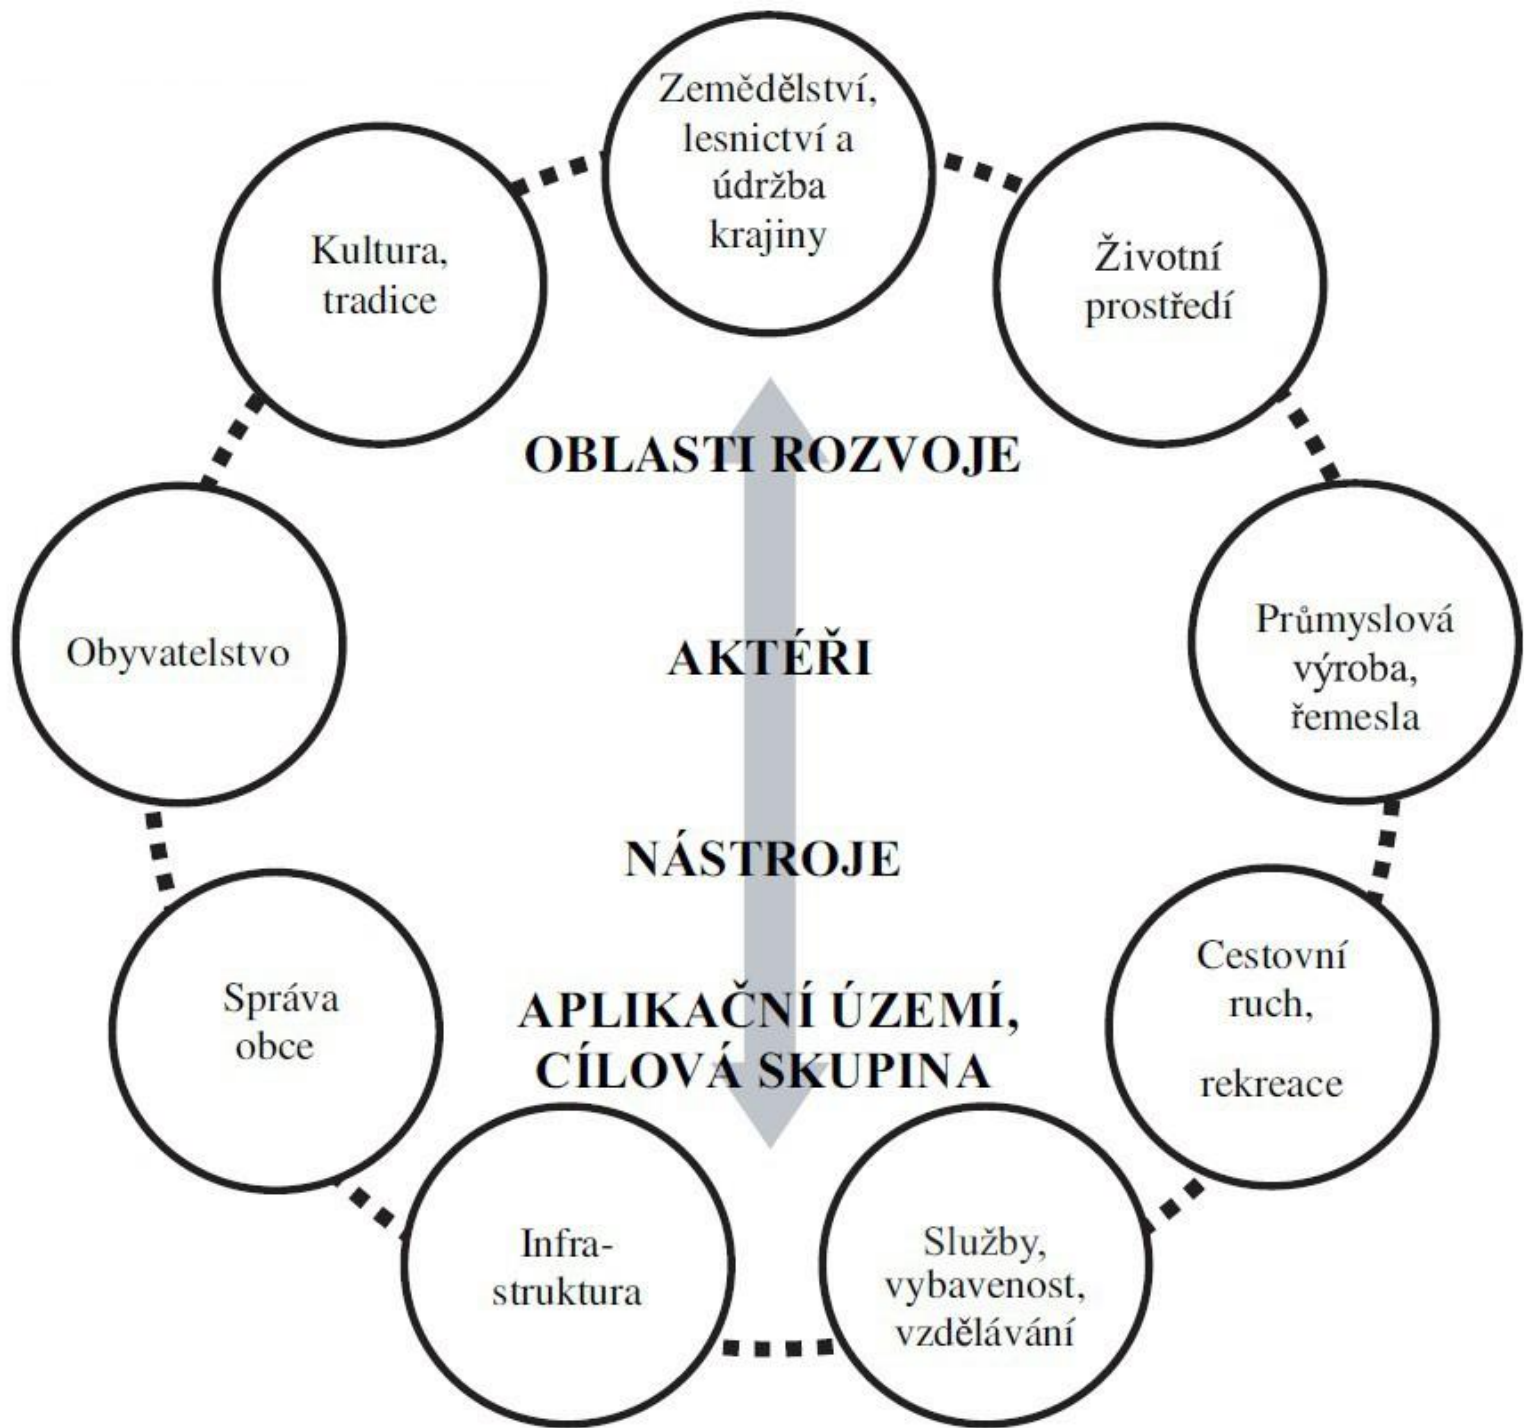 Zemědělství,
lesnictví a
údržba
krajiny
Životní
prostředí
Průmyslová
výroba,
řemesla
Cestovní
ruch,
rekreace
Služby,
vybavenost,
vzdělávání
Infra-
struktura
Správa
obce
Obyvatelstvo
Kultura,
tradice
OBLASTI ROZVOJE
AKTÉŘI
NÁSTROJE
APLIKAČNÍ ÚZEMÍ,
CÍLOVÁ SKUPINA